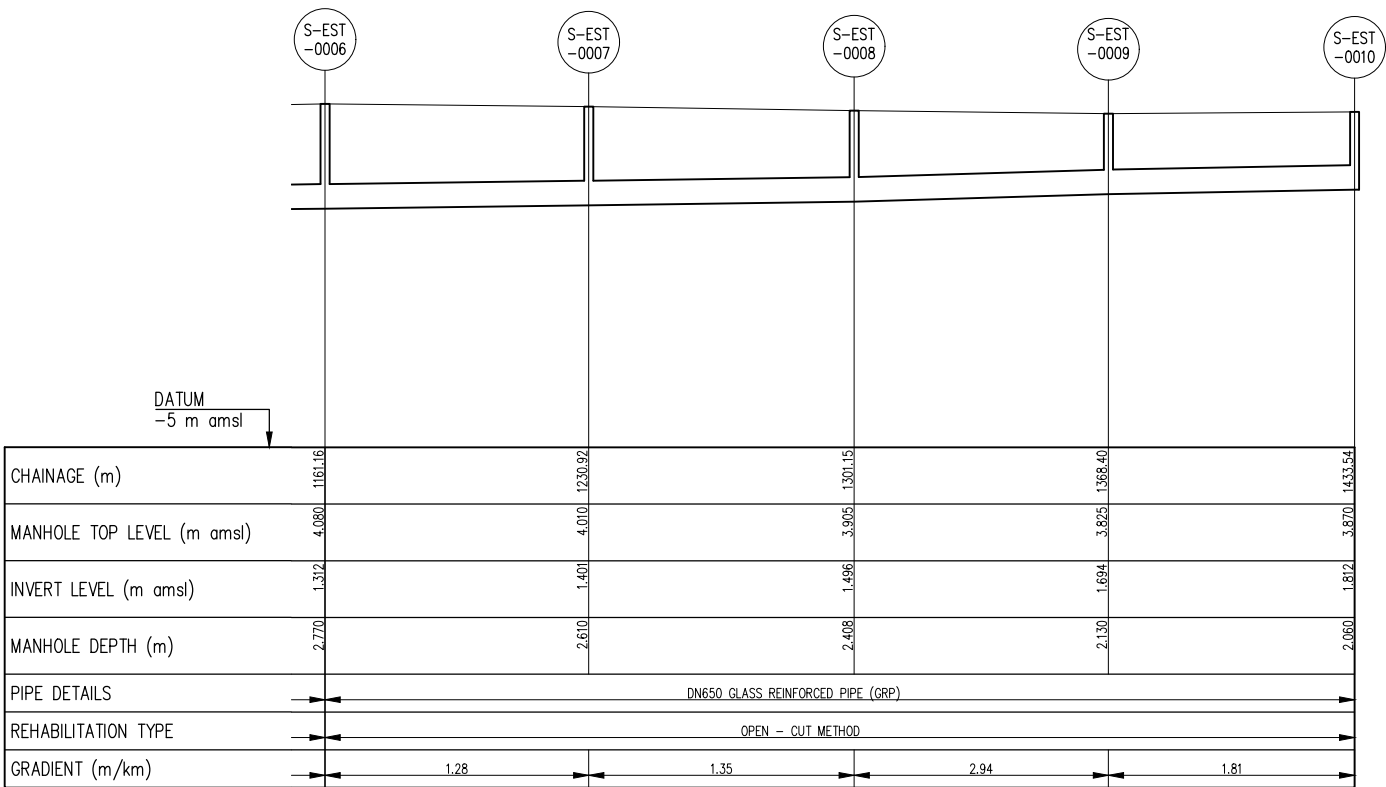 S-EST
-0006
S-EST
-0007
S-EST
-0008
S-EST
-0009
S-EST
-0010
DATUM
-5 m amsl
CHAINAGE (m) 1161.16 1230.92 1301.15 1368.40 1433.54
MANHOLE TOP LEVEL (m amsl) 4.080 4.010 3.905 3.825 3.870
INVERT LEVEL (m amsl) 1.312 1.401 1.496 1.694 1.812
MANHOLE DEPTH (m) 2.770 2.610 2.408 2.130 2.060
PIPE DETAILS DN650 GLASS REINFORCED PIPE (GRP)
REHABILITATION TYPE OPEN - CUT METHOD
GRADIENT (m/km) 1.28 1.35 2.94 1.81